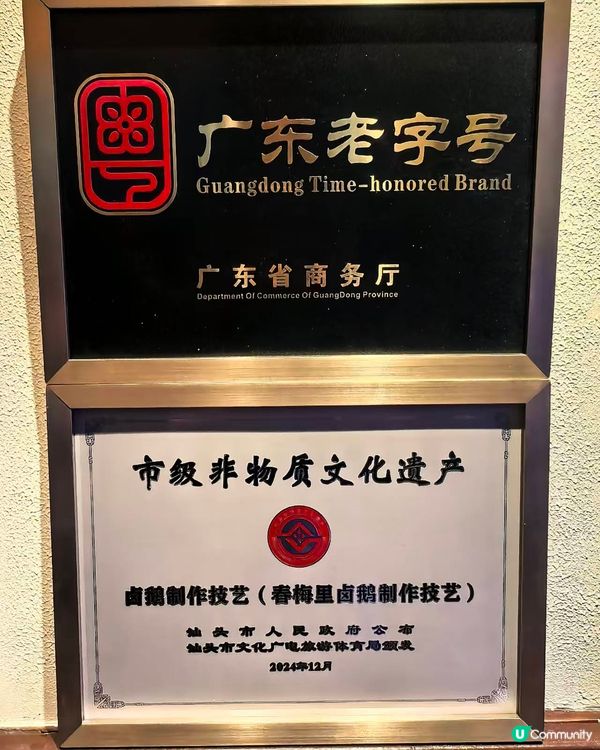 广东老字号
Guangdong Time-honored Brand
广东省商务厅
Department Of Commerce Of GuangDong Province
市级非物质文化遗产
卤鹅制作技艺（春梅里卤鹅制作技艺）
汕头市人民政府公布
汕头市文化广电旅游体育局颁发
2024年12月
U Community